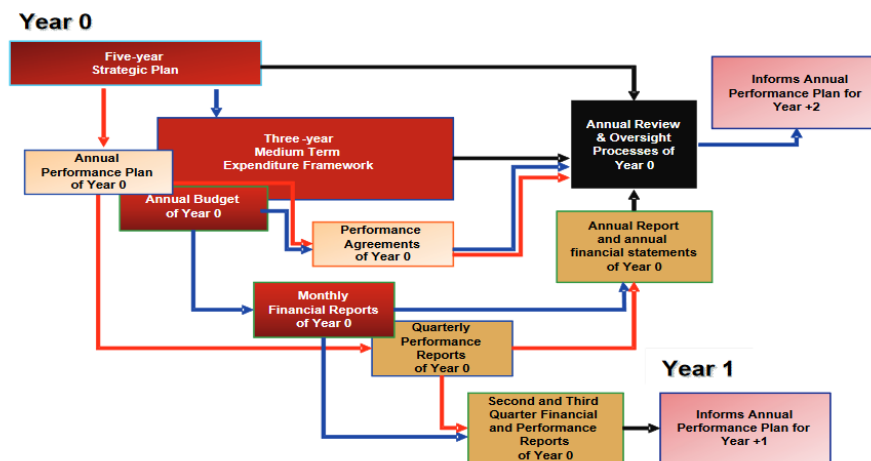 Year 0
Five-year
Strategic Plan
Informs Annual
Performance Plan for
Year +2
Annual Review
& Oversight
Processes of
Year 0
Three -year
Medium Term
Expenditure Framework
Annual
Performance Plan
of Year 0
Annual Budget
of Year 0
Performance
Agreements
of Year 0
Annual Report
and annual
financial statements
of Year 0
Monthly
Financial Reports
of Year 0
Quarterly
Performance
Reports
of Year 0
Year 1
Second and Third
Quarter Financial
and Performance
Reports
of Year 0
Informs Annual
Performance Plan for
Year +1